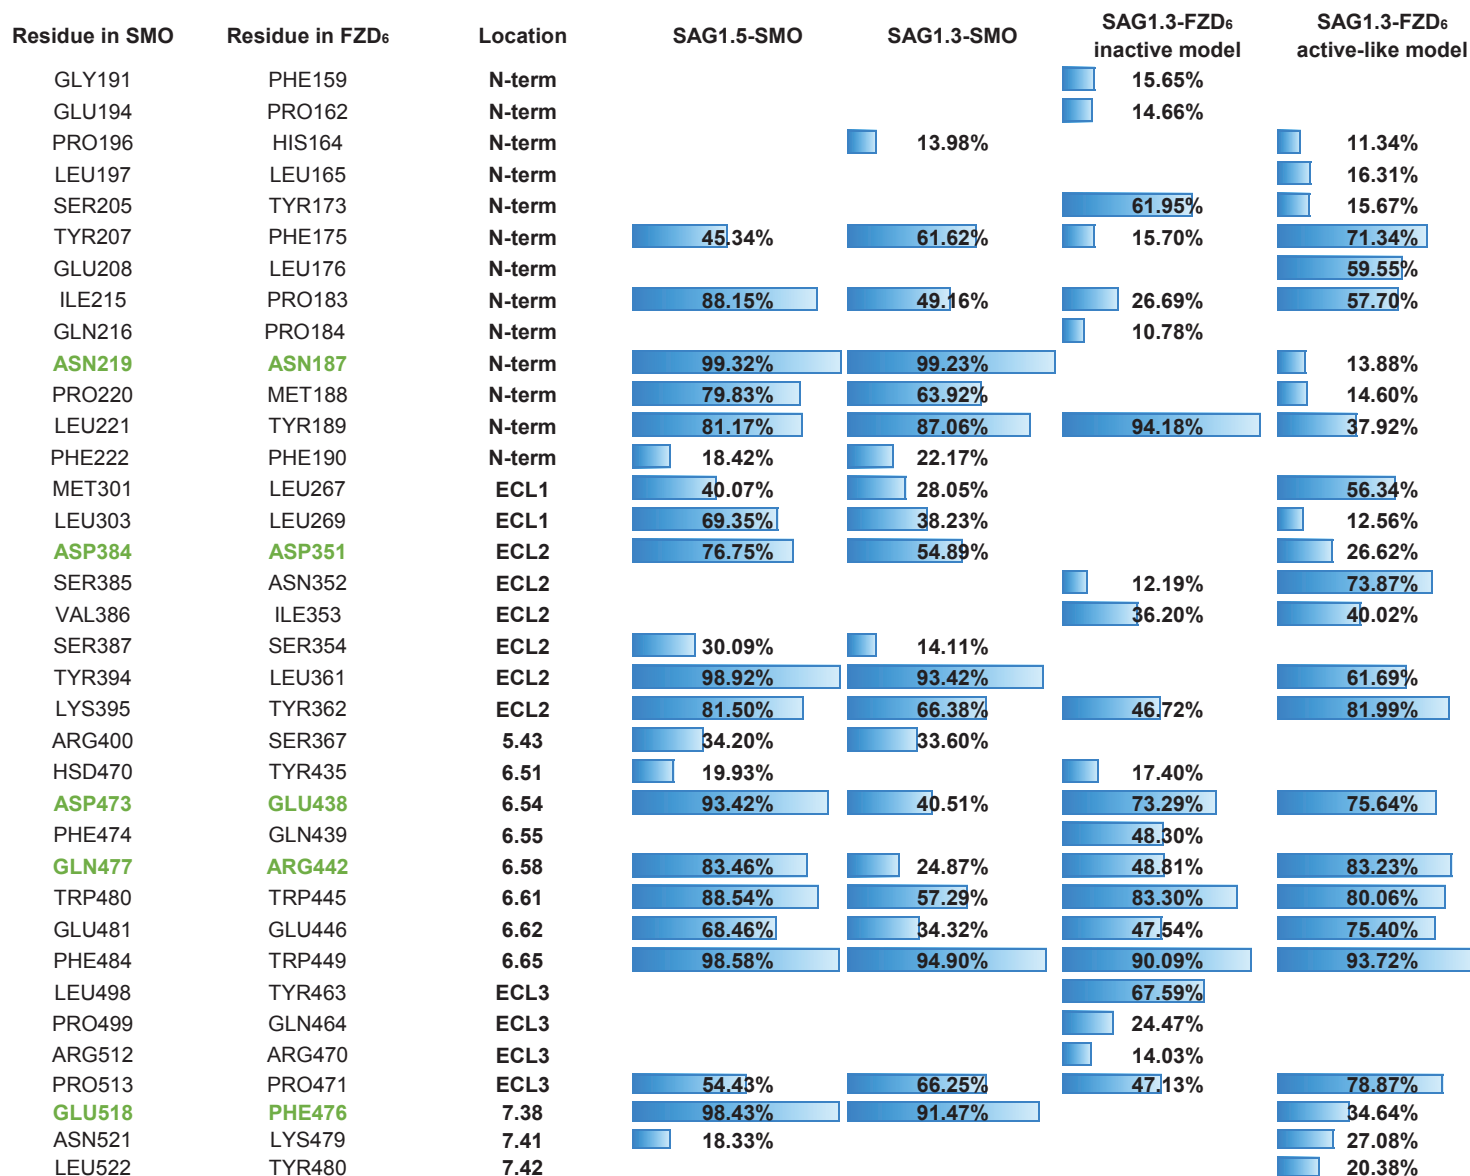 Residue in SMO Residue in FZD₆ Location SAG1.5-SMO SAG1.3-SMO SAG1.3-FZD₆ inactive model SAG1.3-FZD₆ active-like model
GLY191 PHE159 N-term 15.65%
GLU194 PRO162 N-term 14.66%
PRO196 HIS164 N-term 13.98% 11.34%
LEU197 LEU165 N-term 16.31%
SER205 TYR173 N-term 61.95% 15.67%
TYR207 PHE175 N-term 45.34% 61.62% 15.70% 71.34%
GLU208 LEU176 N-term 59.55%
ILE215 PRO183 N-term 88.15% 49.16% 26.69% 57.70%
GLN216 PRO184 N-term 10.78%
ASN219 ASN187 N-term 99.32% 99.23% 13.88%
PRO220 MET188 N-term 79.83% 63.92% 14.60%
LEU221 TYR189 N-term 81.17% 87.06% 94.18% 37.92%
PHE222 PHE190 N-term 18.42% 22.17%
MET301 LEU267 ECL1 40.07% 28.05% 56.34%
LEU303 LEU269 ECL1 69.35% 38.23% 12.56%
ASP384 ASP351 ECL2 76.75% 54.89% 26.62%
SER385 ASN352 ECL2 12.19% 73.87%
VAL386 ILE353 ECL2 36.20% 40.02%
SER387 SER354 ECL2 30.09% 14.11%
TYR394 LEU361 ECL2 98.92% 93.42% 61.69%
LYS395 TYR362 ECL2 81.50% 66.38% 46.72% 81.99%
ARG400 SER367 5.43 34.20% 33.60%
HSD470 TYR435 6.51 19.93% 17.40%
ASP473 GLU438 6.54 93.42% 40.51% 73.29% 75.64%
PHE474 GLN439 6.55 48.30%
GLN477 ARG442 6.58 83.46% 24.87% 48.81% 83.23%
TRP480 TRP445 6.61 88.54% 57.29% 83.30% 80.06%
GLU481 GLU446 6.62 68.46% 34.32% 47.54% 75.40%
PHE484 TRP449 6.65 98.58% 94.90% 90.09% 93.72%
LEU498 TYR463 ECL3 67.59%
PRO499 GLN464 ECL3 24.47%
ARG512 ARG470 ECL3 14.03%
PRO513 PRO471 ECL3 54.43% 66.25% 47.13% 78.87%
GLU518 PHE476 7.38 98.43% 91.47% 34.64%
ASN521 LYS479 7.41 18.33% 27.08%
LEU522 TYR480 7.42 20.38%